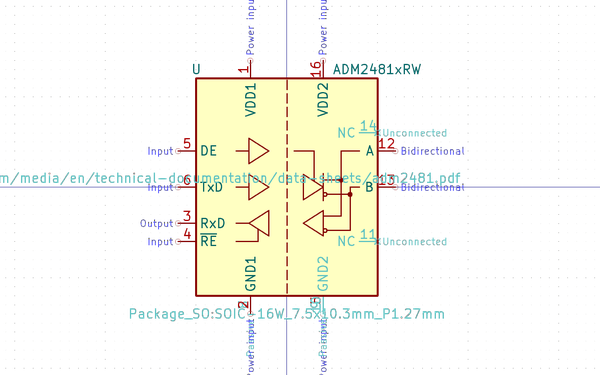 Power input
Power input
U
1
16
ADM2481xRW
VDD1
VDD2
NC
14
Unconnected
Input
5
DE
A
12
Bidirectional
m/media/en/technical-documentation/data-sheets/adm2481.pdf
Input
6
TxD
B
13
Bidirectional
Output
3
RxD
Input
4
RE
NC
11
Unconnected
GND1
GND2
2
Package_SO:SOIC-16W_7.5x10.3mm_P1.27mm
Power input
Power input